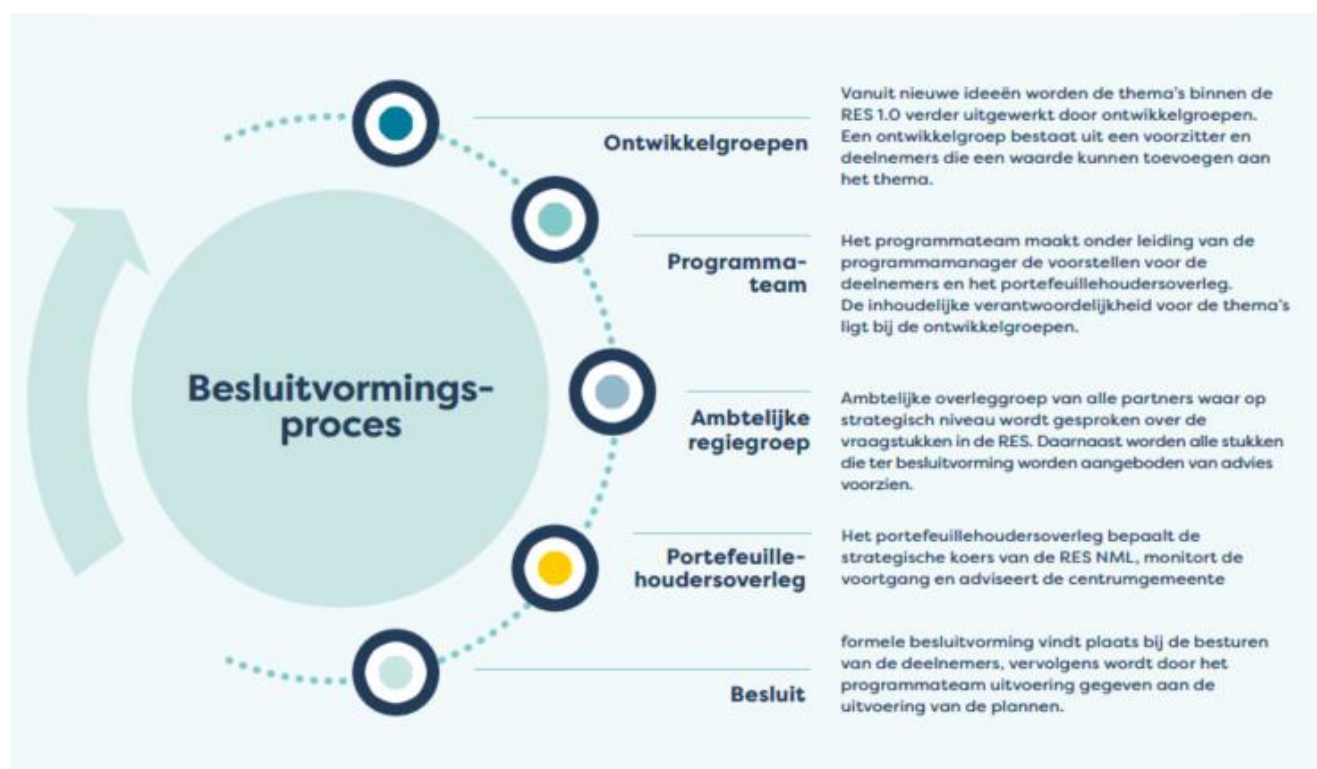 Besluitvormings-
proces
Ontwikkelgroepen
Vanuit nieuwe ideeën worden de thema's binnen de
RES 1.0 verder uitgewerkt door ontwikkelgroepen.
Een ontwikkelgroep bestaat uit een voorzitter en
deelnemers die een waarde kunnen toevoegen aan
het thema.
Programma-
team
Het programmateam maakt onder leiding van de
programmamanager de voorstellen voor de
deelnemers en het portefeuillehoudersoverleg.
De inhoudelijke verantwoordelijkheid voor de thema's
ligt bij de ontwikkelgroepen.
Ambtelijke
regiegroep
Ambtelijke overleggroep van alle partners waar op
strategisch niveau wordt gesproken over de
vraagstukken in de RES. Daarnaast worden alle stukken
die ter besluitvorming worden aangeboden van advies
voorzien.
Portefeuille-
houdersoverleg
Het portefeuillehoudersoverleg bepaalt de
strategische koers van de RES NML, monitort de
voortgang en adviseert de centrumgemeente
Besluit
formele besluitvorming vindt plaats bij de besturen
van de deelnemers, vervolgens wordt door het
programmateam uitvoering gegeven aan de
uitvoering van de plannen.